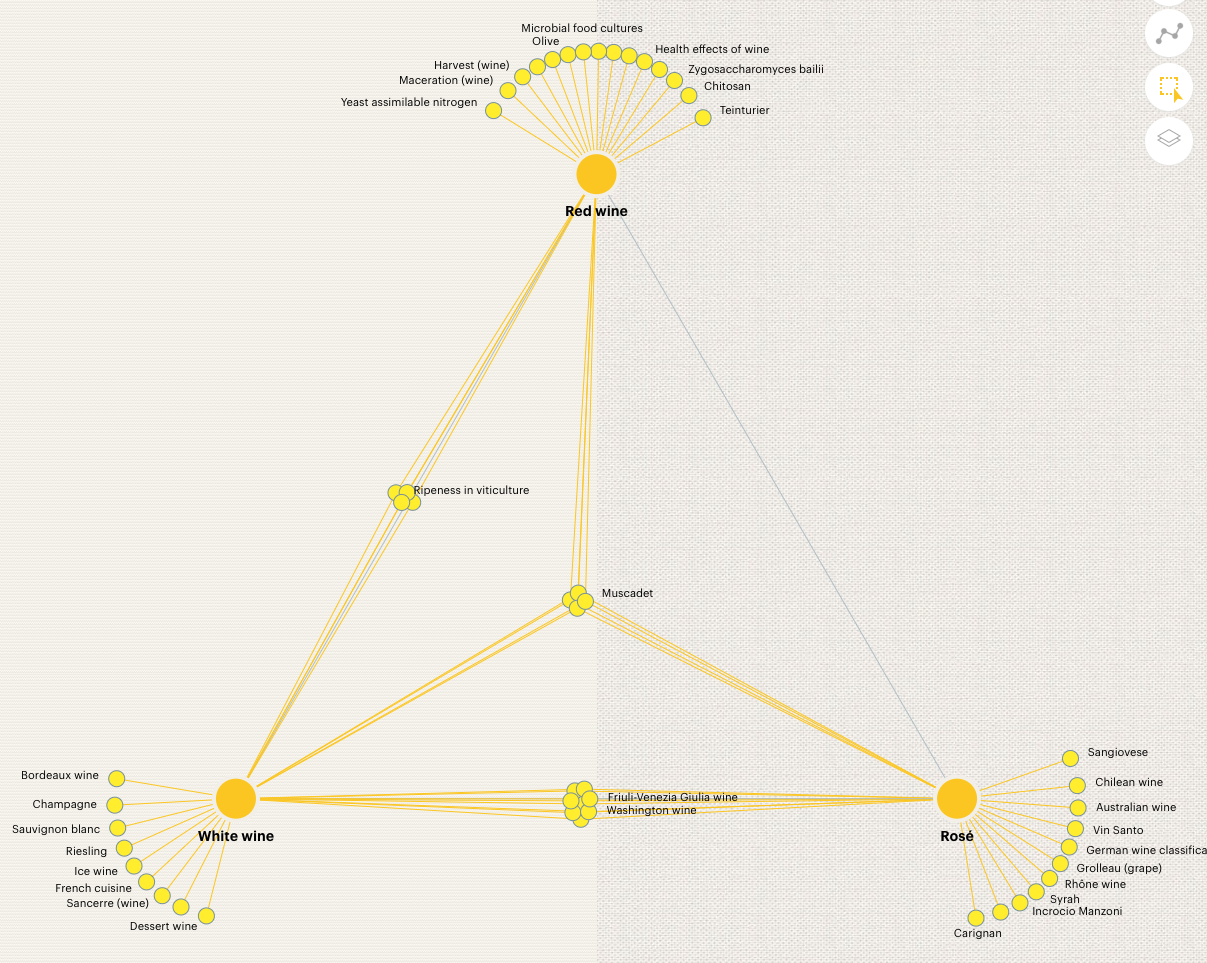 Microbial food cultures
Olive
Health effects of wine
Harvest (wine)
Zygosaccharomyces bailii
Maceration (wine)
Chitosan
Yeast assimilable nitrogen
Teinturier
Red wine
Ripeness in viticulture
Muscadet
Sangiovese
Bordeaux wine
Chilean wine
Friuli-Venezia Giulia wine
Champagne
Australian wine
Washington wine
Sauvignon blanc
Vin Santo
White wine
Rosé
Riesling
German wine classifica
Grolleau (grape)
Ice wine
Rhône wine
French cuisine
Syrah
Sancerre (wine)
Incrocio Manzoni
Dessert wine
Carignan